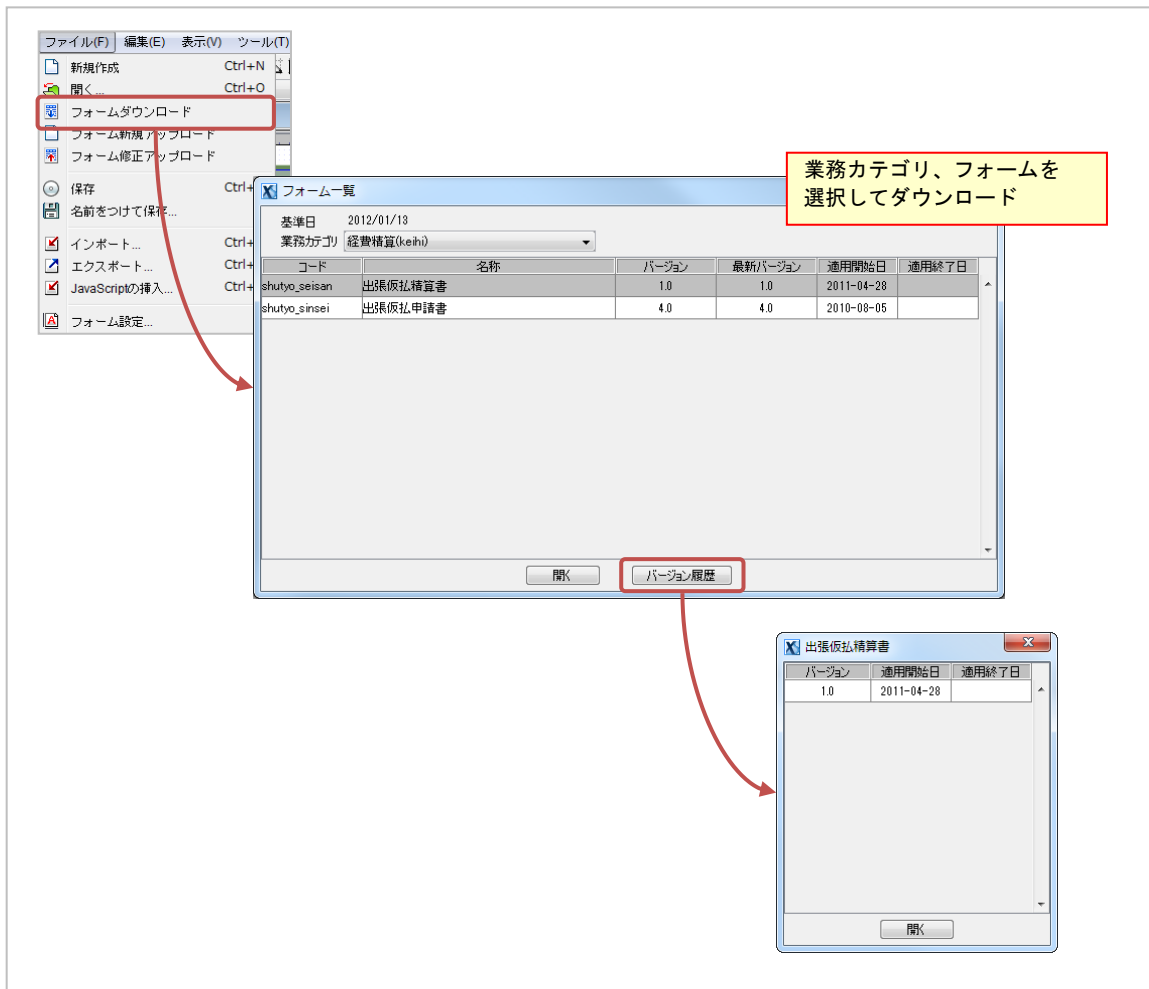 ファイル(F) 編集(E) 表示(V) ツール(T)
新規作成 Ctrl+N
開く... Ctrl+O
フォームダウンロード
フォーム新規アップロード
フォーム修正アップロード
保存 Ctrl+
名前をつけて保存...
インポート... Ctrl+
エクスポート... Ctrl+
JavaScriptの挿入... Ctrl+
フォーム設定...
業務カテゴリ、フォームを
選択してダウンロード
フォーム一覧
基準日 2012/01/13
業務カテゴリ 経費精算(keihi)
コード 名称 バージョン 最新バージョン 適用開始日 適用終了日
shutyo_seisan 出張仮払精算書 1.0 1.0 2011-04-28
shutyo_sinsei 出張仮払申請書 4.0 4.0 2010-08-05
開く バージョン履歴
出張仮払精算書
バージョン 適用開始日 適用終了日
1.0 2011-04-28
開く